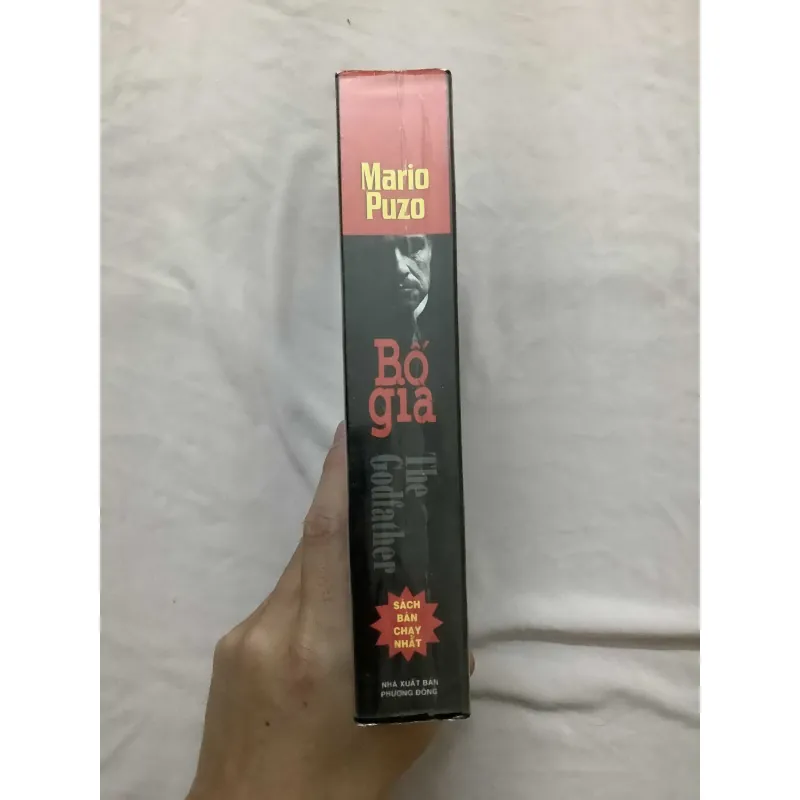 Mario
Puzo
Bố
già
The
Godfather
SÁCH
BÁN
CHẠY
NHẤT
NHÀ XUẤT BẢN
PHƯƠNG ĐÔNG